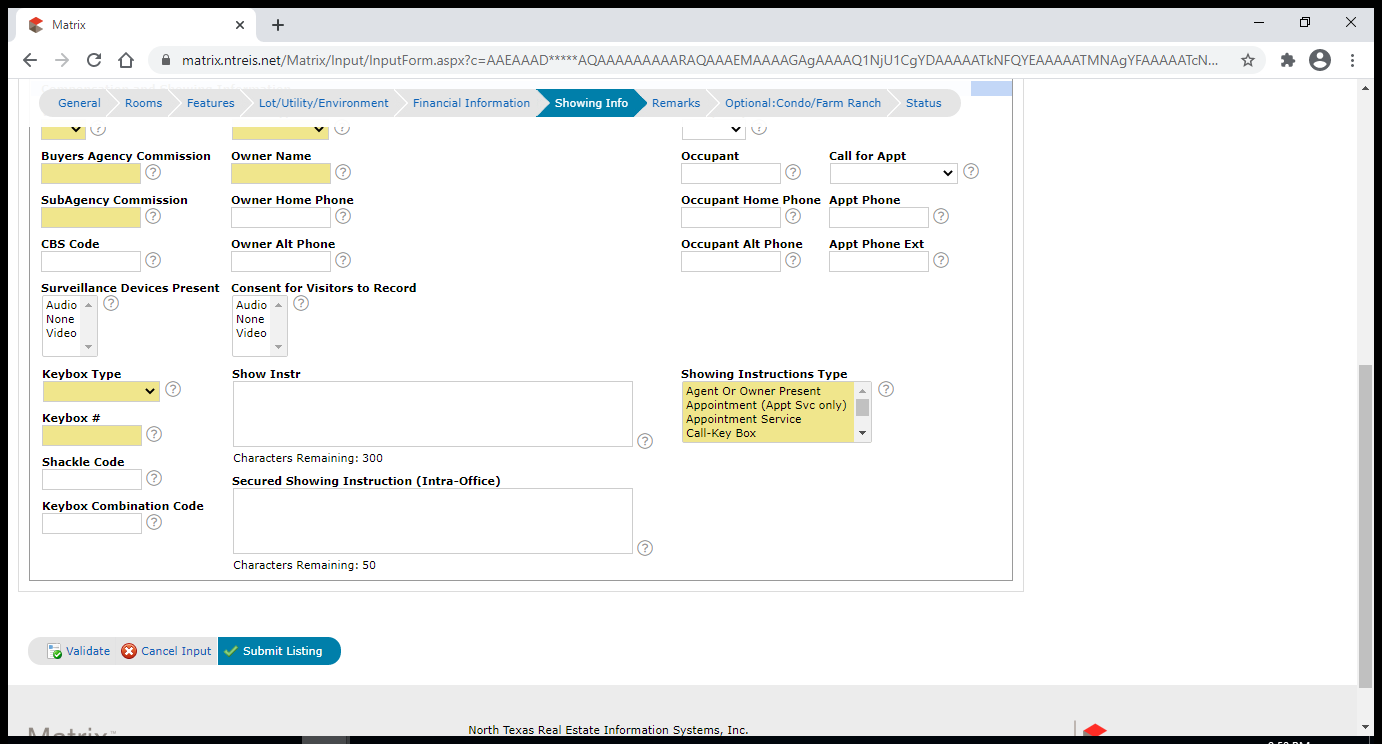 Matrix
matrix.ntreis.net/Matrix/Input/InputForm.aspx?c=AAEAAAD*****AQAAAAAAAAARAQAAAEMAAAAGAgAAAAQ1NjU1CgYDAAAAATkNFQYEAAAAATMNAgYFAAAAATcN...
General Rooms Features Lot/Utility/Environment Financial Information Showing Info Remarks Optional:Condo/Farm Ranch Status
Buyers Agency Commission Owner Name Occupant Call for Appt
SubAgency Commission Owner Home Phone Occupant Home Phone Appt Phone
CBS Code Owner Alt Phone Occupant Alt Phone Appt Phone Ext
Surveillance Devices Present Consent for Visitors to Record
Audio Audio
None None
Video Video
Keybox Type Show Instr Showing Instructions Type
Agent Or Owner Present
Appointment (Appt Svc only)
Appointment Service
Call-Key Box
Keybox #
Characters Remaining: 300
Shackle Code
Secured Showing Instruction (Intra-Office)
Keybox Combination Code
Characters Remaining: 50
Validate Cancel Input Submit Listing
Matrix™
North Texas Real Estate Information Systems, Inc.